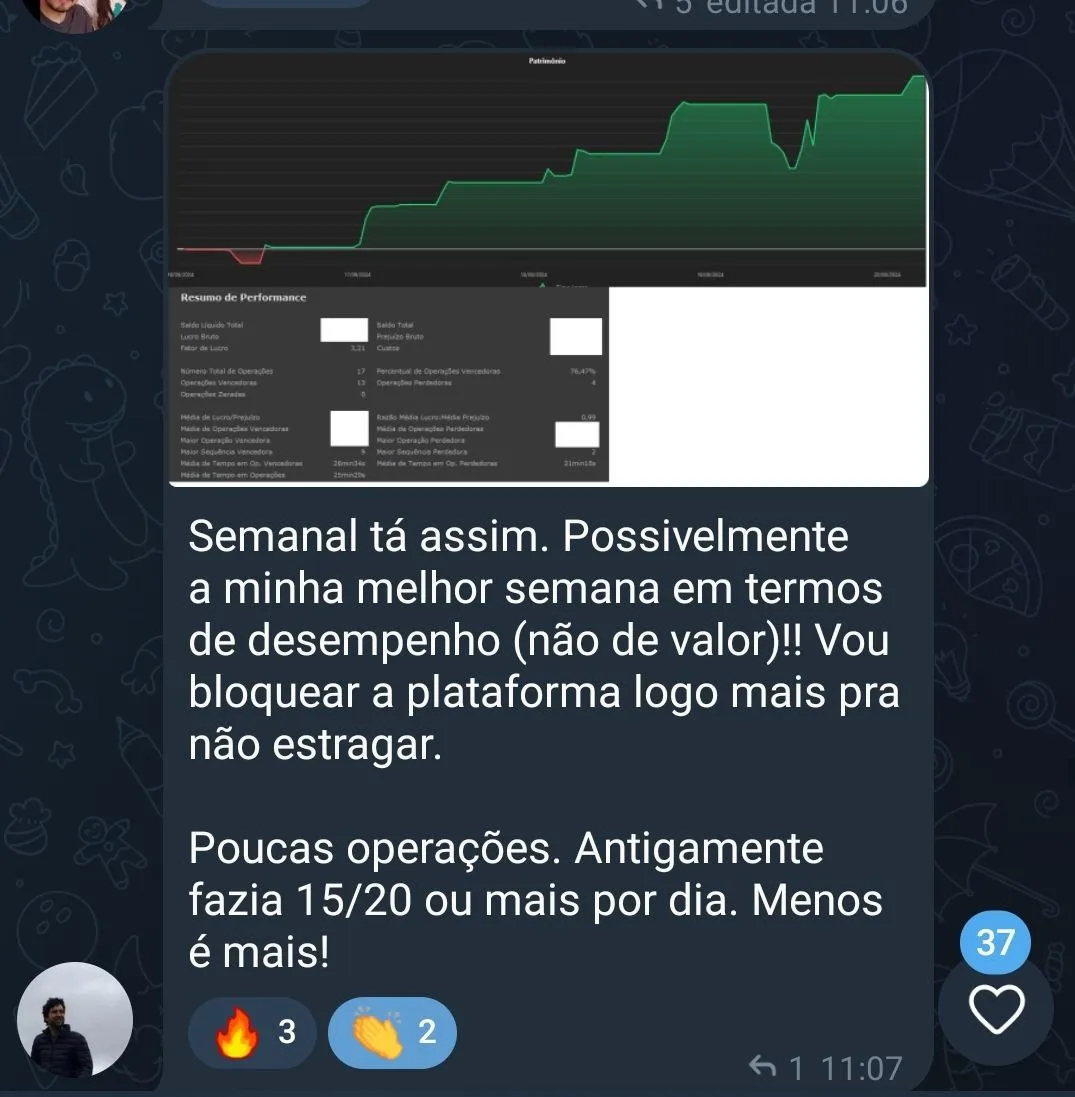 5 editada 11:06
Patrimônio
16/09/2024 17/09/2024 18/09/2024 19/09/2024 20/09/2024
Resumo de Performance
Saldo Líquido Total Saldo Total
Lucro Bruto Prejuízo Bruto
Fator de Lucro 3,21 Custos
Número Total de Operações 17 Percentual de Operações Vencedoras 76,47%
Operações Vencedoras 13 Operações Perdedoras 4
Operações Zeradas 0
Média de Lucro/Prejuízo Razão Média Lucro:Média Prejuízo 0,99
Média de Operações Vencedoras Média de Operações Perdedoras
Maior Operação Vencedora Maior Operação Perdedora
Maior Sequência Vencedora 9 Maior Sequência Perdedora 2
Média de Tempo em Op. Vencedoras 26min34s Média de Tempo em Op. Perdedoras 21min18s
Média de Tempo em Operações 25min20s
Semanal tá assim. Possivelmente
a minha melhor semana em termos
de desempenho (não de valor)!! Vou
bloquear a plataforma logo mais pra
não estragar.
Poucas operações. Antigamente
fazia 15/20 ou mais por dia. Menos
é mais!
37
3 2
1 11:07